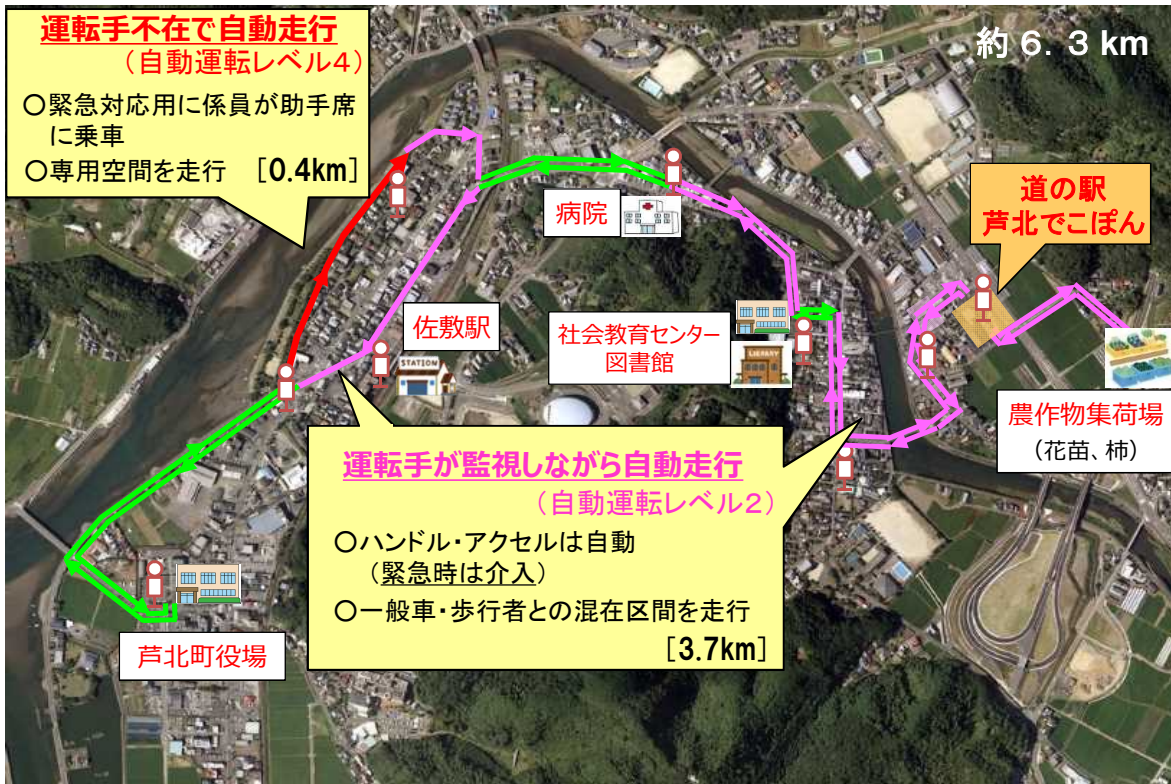 運転手不在で自動走行
（自動運転レベル４）
○緊急対応用に係員が助手席
に乗車
○専用空間を走行　［0.4km］
約６．３km
道の駅
芦北でこぽん
病院
佐敷駅
STATION
社会教育センター
図書館
LIBRARY
農作物集荷場
（花苗、柿）
運転手が監視しながら自動走行
（自動運転レベル２）
○ハンドル・アクセルは自動
（緊急時は介入）
○一般車・歩行者との混在区間を走行
［3.7km］
芦北町役場